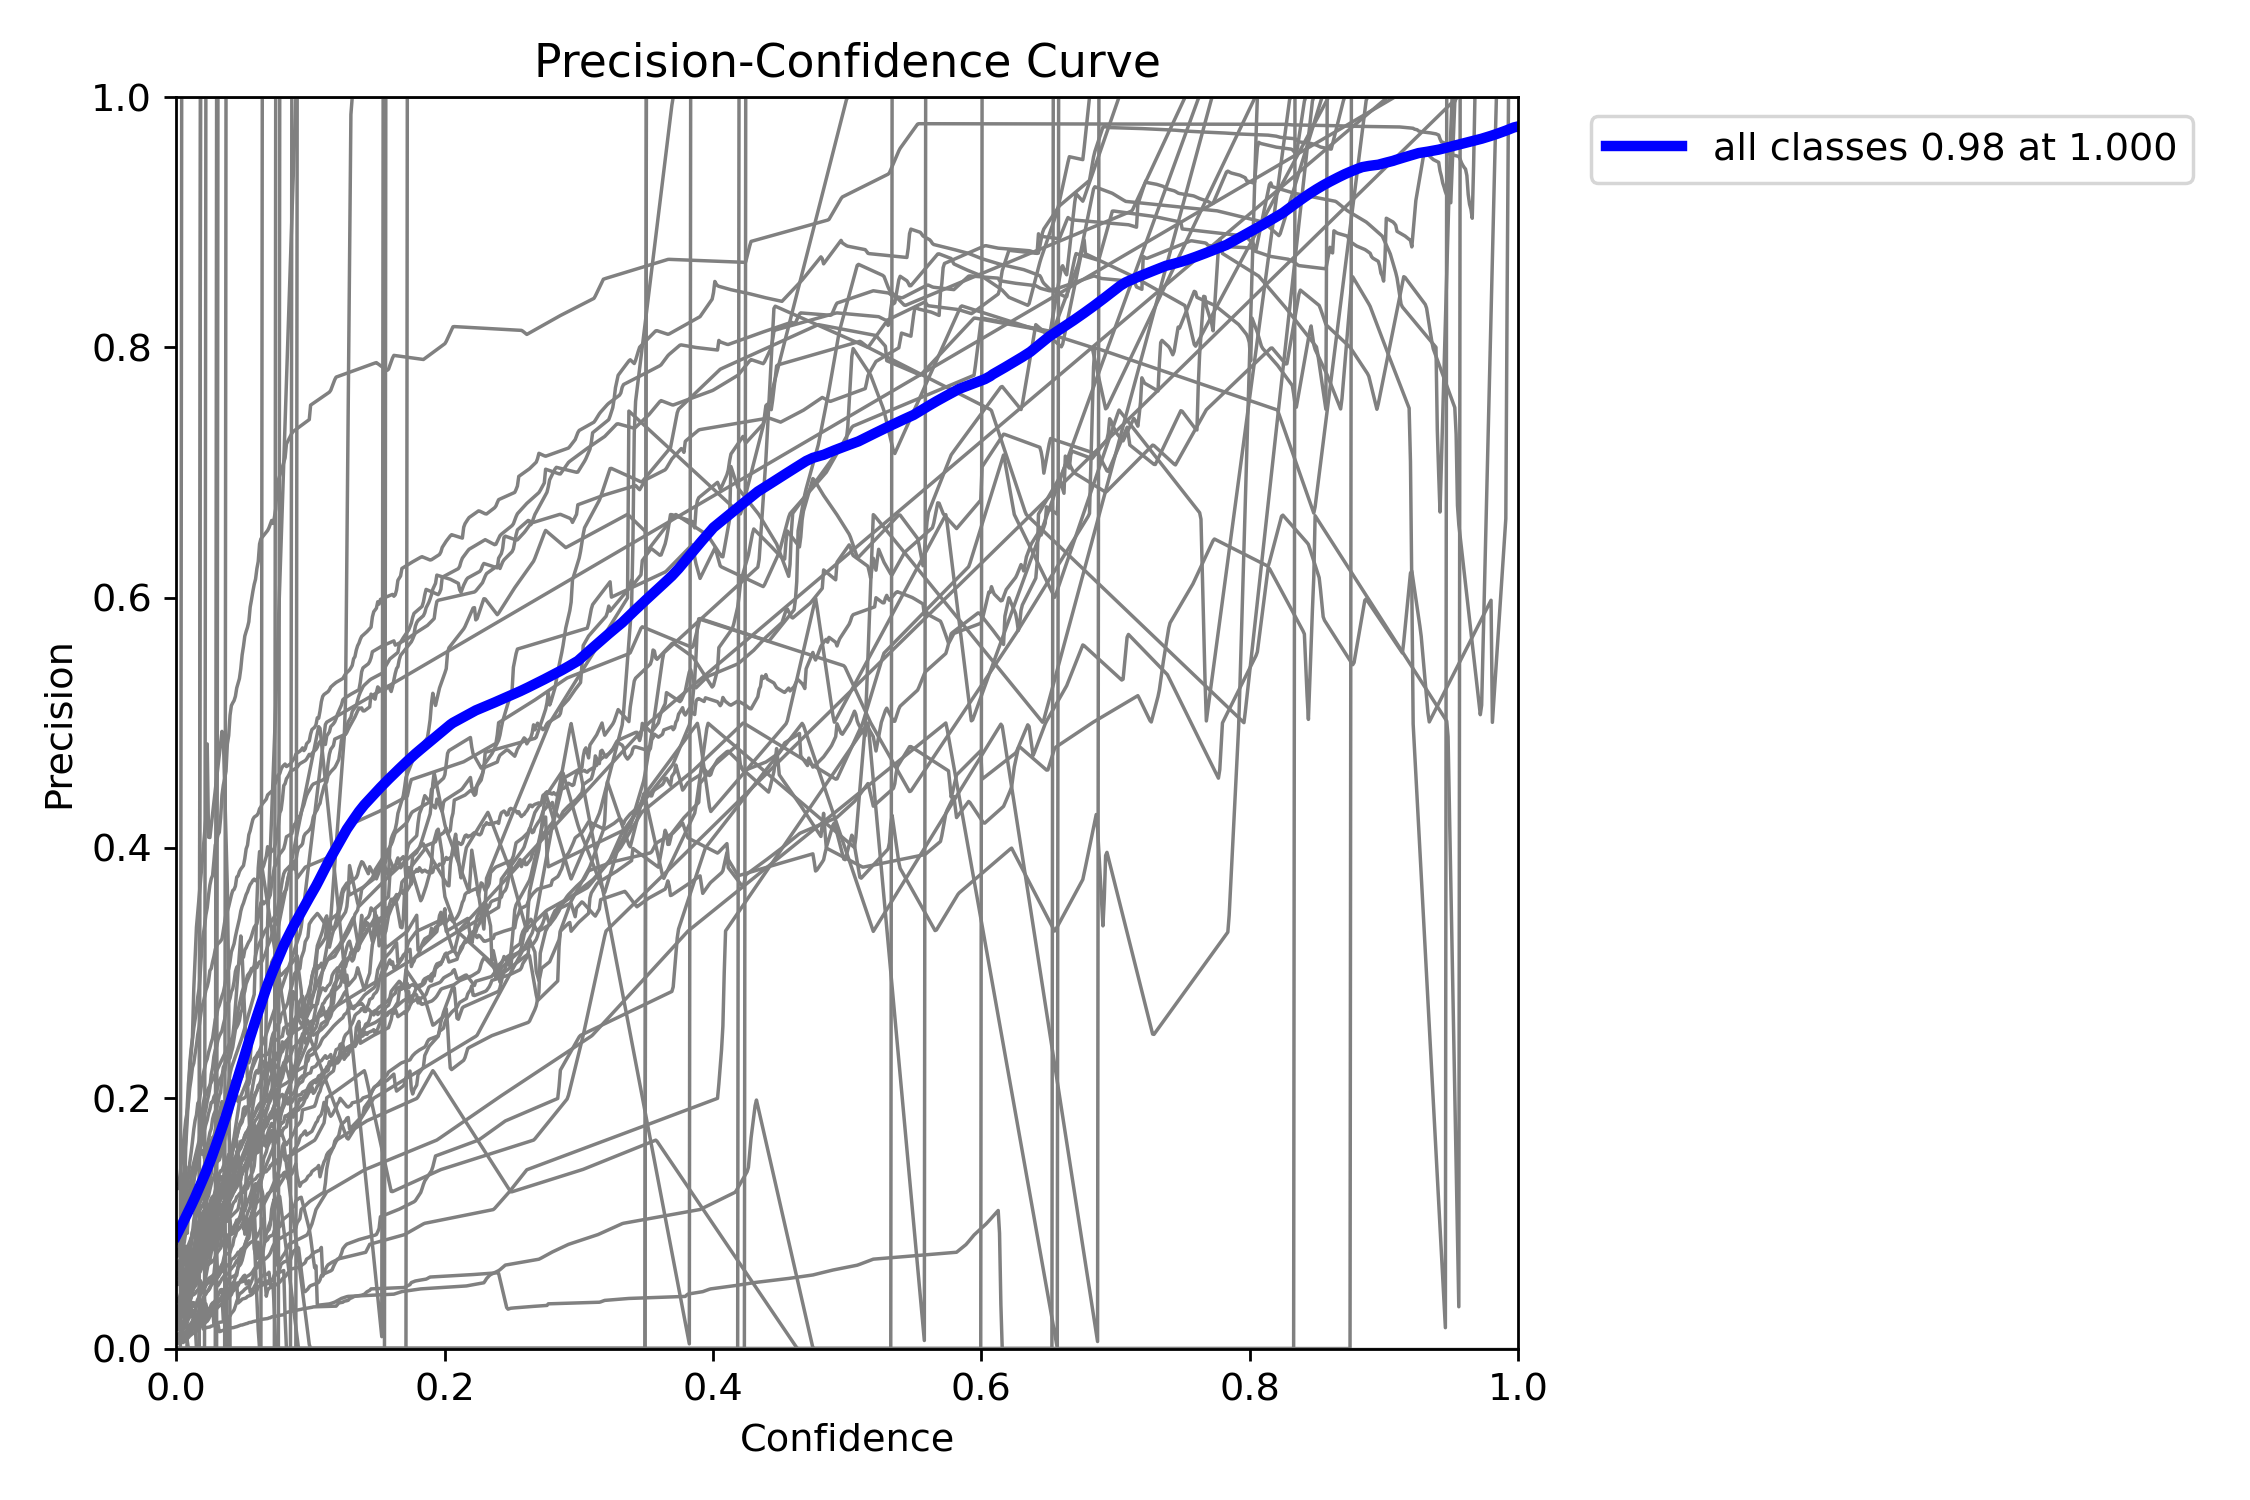 Precision-Confidence Curve
1.0
0.8
0.6
0.4
0.2
0.0
Precision
0.0 0.2 0.4 0.6 0.8 1.0
Confidence
all classes 0.98 at 1.000